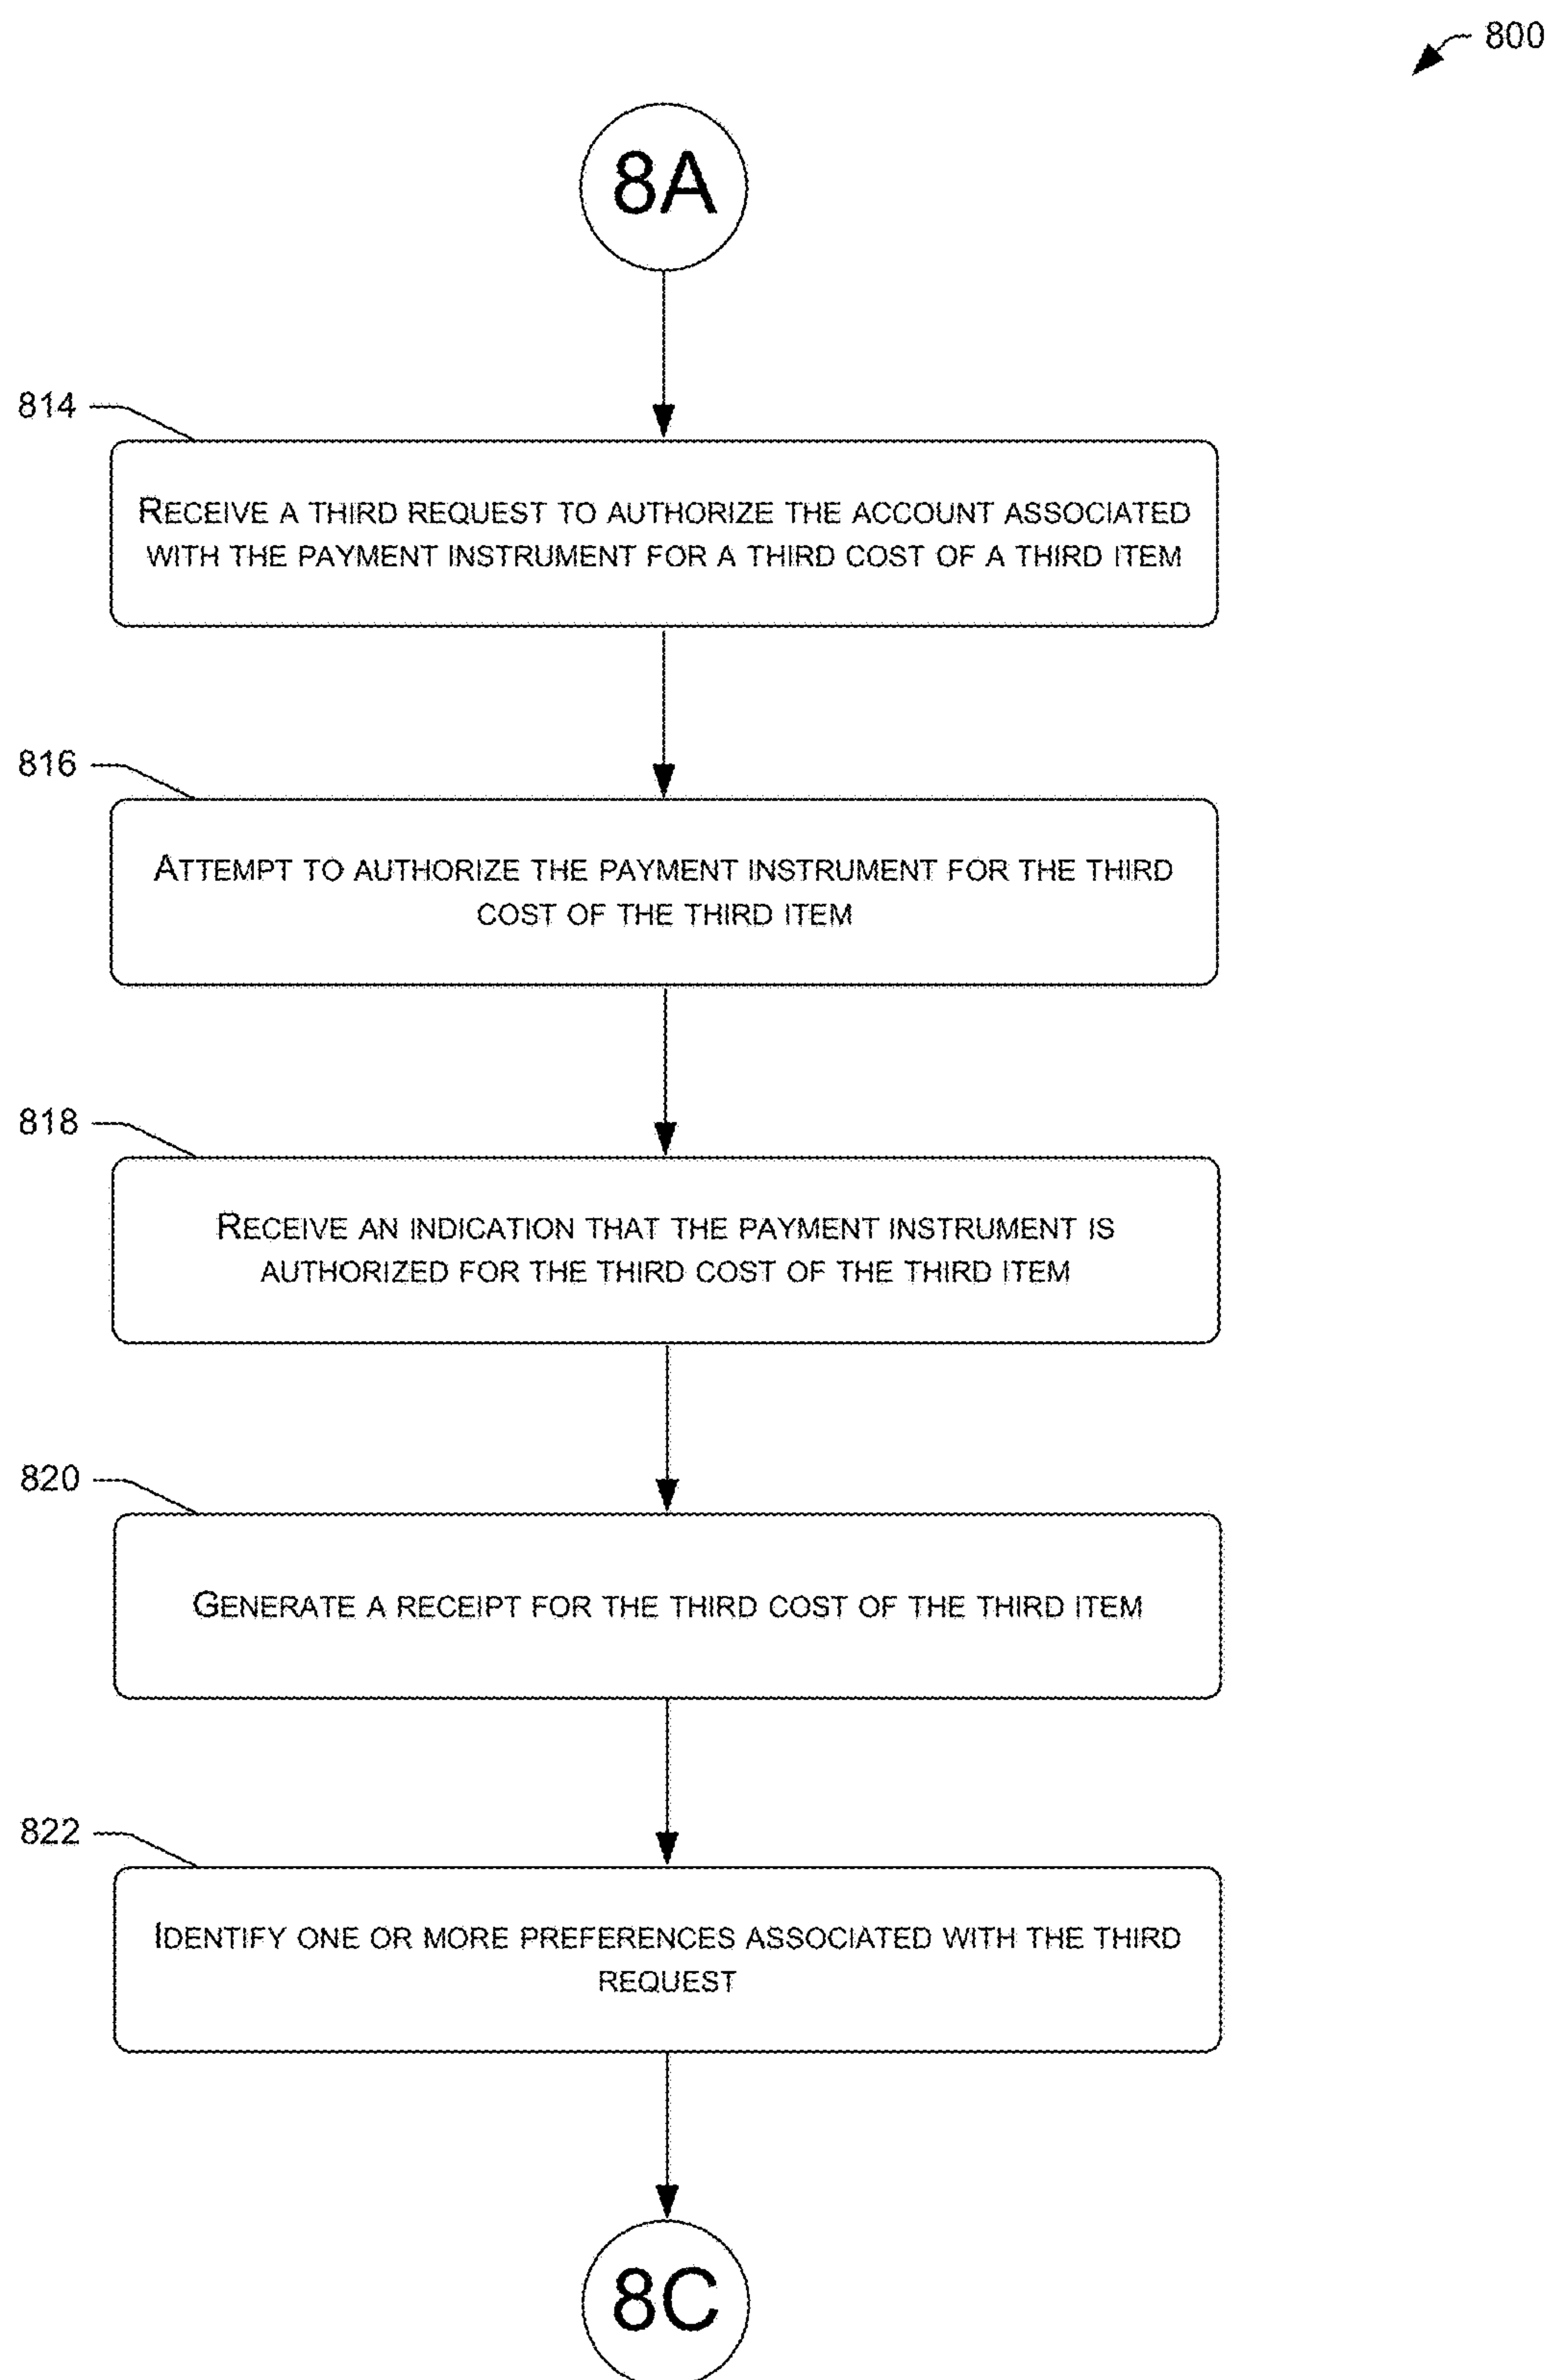 800
8A
814
RECEIVE A THIRD REQUEST TO AUTHORIZE THE ACCOUNT ASSOCIATED
WITH THE PAYMENT INSTRUMENT FOR A THIRD COST OF A THIRD ITEM
816
ATTEMPT TO AUTHORIZE THE PAYMENT INSTRUMENT FOR THE THIRD
COST OF THE THIRD ITEM
818
RECEIVE AN INDICATION THAT THE PAYMENT INSTRUMENT IS
AUTHORIZED FOR THE THIRD COST OF THE THIRD ITEM
820
GENERATE A RECEIPT FOR THE THIRD COST OF THE THIRD ITEM
822
IDENTIFY ONE OR MORE PREFERENCES ASSOCIATED WITH THE THIRD
REQUEST
8C